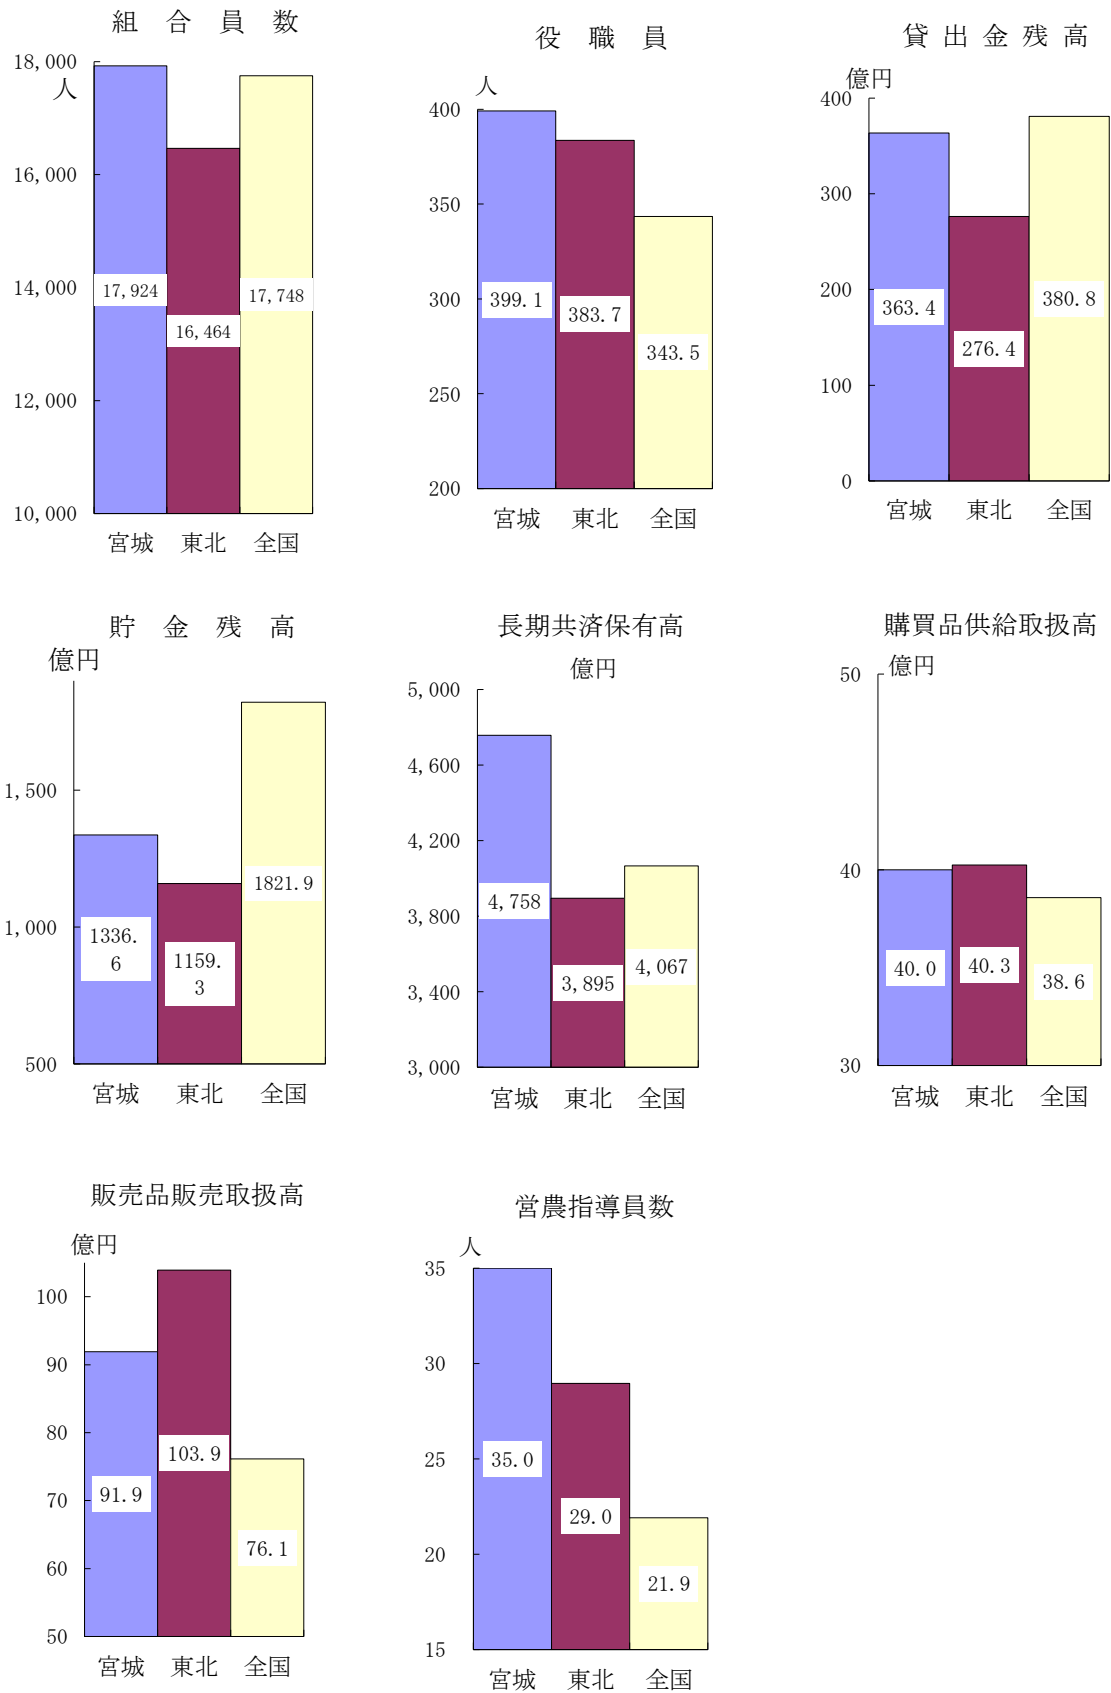 組合員数
18,000
人
16,000
14,000
12,000
10,000
17,924
16,464
17,748
宮城 東北 全国
役職員
人
400
350
300
250
200
399.1
383.7
343.5
宮城 東北 全国
貸出金残高
億円
400
300
200
100
0
363.4
276.4
380.8
宮城 東北 全国
貯金残高
億円
1,500
1,000
500
1336.
6
1159.
3
1821.9
宮城 東北 全国
長期共済保有高
億円
5,000
4,600
4,200
3,800
3,400
3,000
4,758
3,895
4,067
宮城 東北 全国
購買品供給取扱高
億円
50
40
30
40.0
40.3
38.6
宮城 東北 全国
販売品販売取扱高
億円
100
90
80
70
60
50
91.9
103.9
76.1
宮城 東北 全国
営農指導員数
人
35
30
25
20
15
35.0
29.0
21.9
宮城 東北 全国